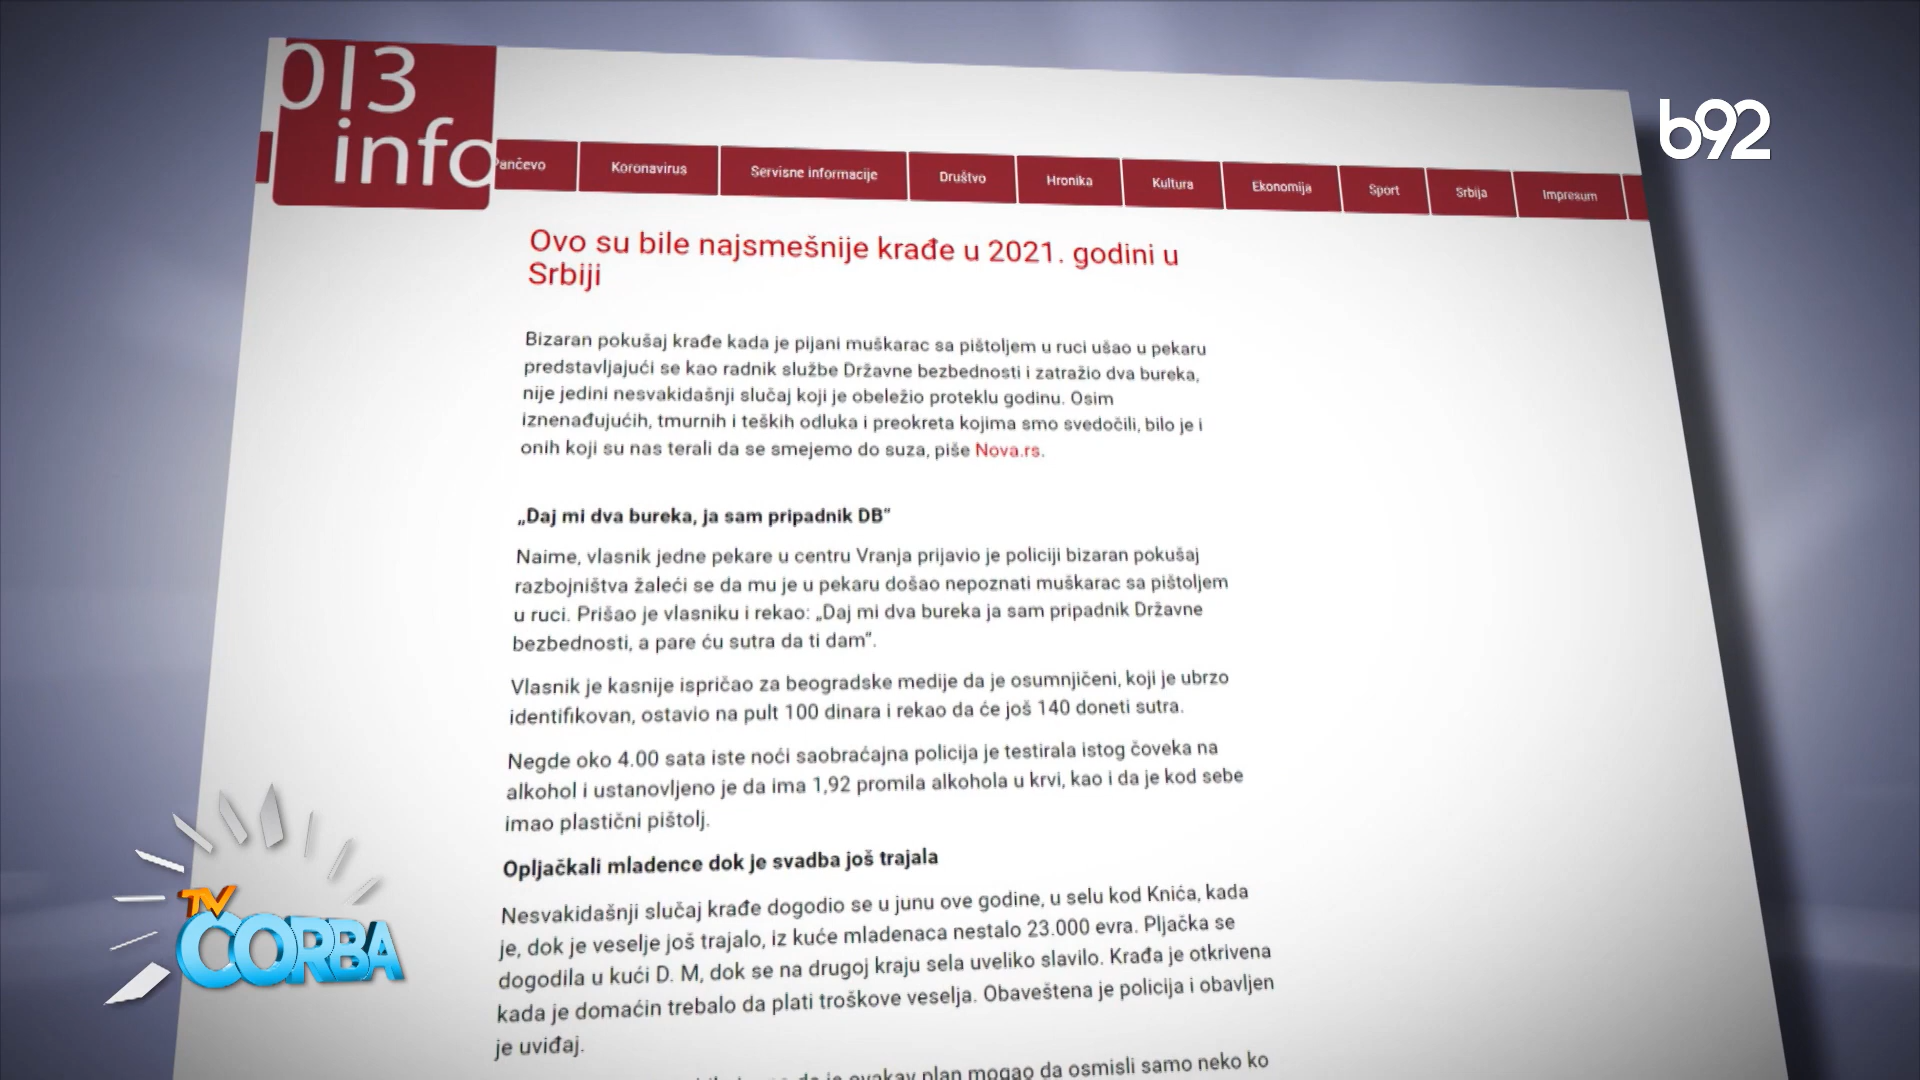 013
info
b92
Pančevo
Koronavirus
Servisne informacije
Društvo
Hronika
Kultura
Ekonomija
Sport
Srbija
Impresum
Ovo su bile najsmešnije krađe u 2021. godini u
Srbiji
Bizaran pokušaj krađe kada je pijani muškarac sa pištoljem u ruci ušao u pekaru
predstavljajući se kao radnik službe Državne bezbednosti i zatražio dva bureka,
nije jedini nesvakidašnji slučaj koji je obeležio proteklu godinu. Osim
iznenađujućih, tmurnih i teških odluka i preokreta kojima smo svedočili, bilo je i
onih koji su nas terali da se smejemo do suza, piše Nova.rs.
„Daj mi dva bureka, ja sam pripadnik DB“
Naime, vlasnik jedne pekare u centru Vranja prijavio je policiji bizaran pokušaj
razbojništva žaleći se da mu je u pekaru došao nepoznati muškarac sa pištoljem
u ruci. Prišao je vlasniku i rekao: „Daj mi dva bureka ja sam pripadnik Državne
bezbednosti, a pare ću sutra da ti dam“.
Vlasnik je kasnije ispričao za beogradske medije da je osumnjičeni, koji je ubrzo
identifikovan, ostavio na pult 100 dinara i rekao da će još 140 doneti sutra.
Negde oko 4.00 sata iste noći saobraćajna policija je testirala istog čoveka na
alkohol i ustanovljeno je da ima 1,92 promila alkohola u krvi, kao i da je kod sebe
imao plastični pištolj.
Opljačkali mladence dok je svadba još trajala
Nesvakidašnji slučaj krađe dogodio se u junu ove godine, u selu kod Knića, kada
je, dok je veselje još trajalo, iz kuće mladenaca nestalo 23.000 evra. Pljačka se
dogodila u kući D. M, dok se na drugoj kraju sela uveliko slavilo. Krađa je otkrivena
kada je domaćin trebalo da plati troškove veselja. Obaveštena je policija i obavljen
je uviđaj.
da je ovakav plan mogao da osmisli samo neko ko
TV
ČORBA